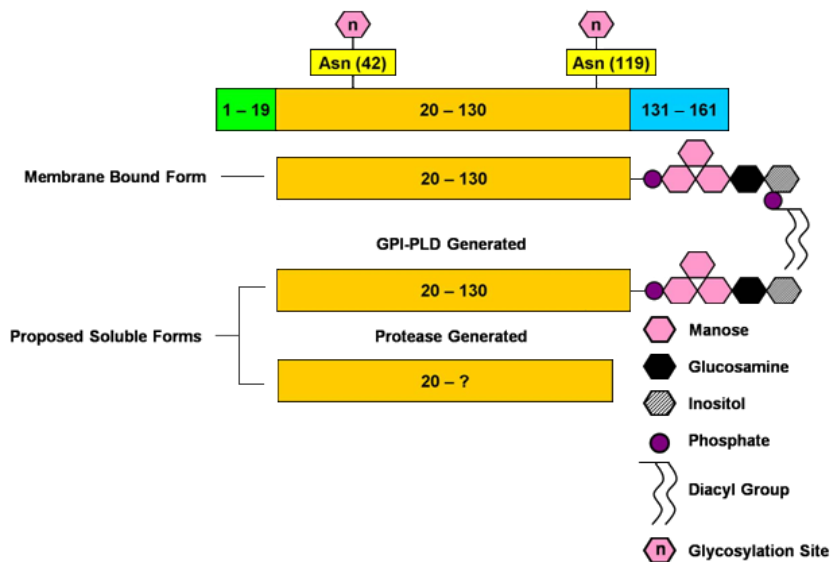 n
n
Asn (42)
Asn (119)
1 – 19
20 – 130
131 – 161
Membrane Bound Form
20 – 130
GPI-PLD Generated
20 – 130
Proposed Soluble Forms
Protease Generated
20 – ?
Manose
Glucosamine
Inositol
Phosphate
Diacyl Group
n
Glycosylation Site